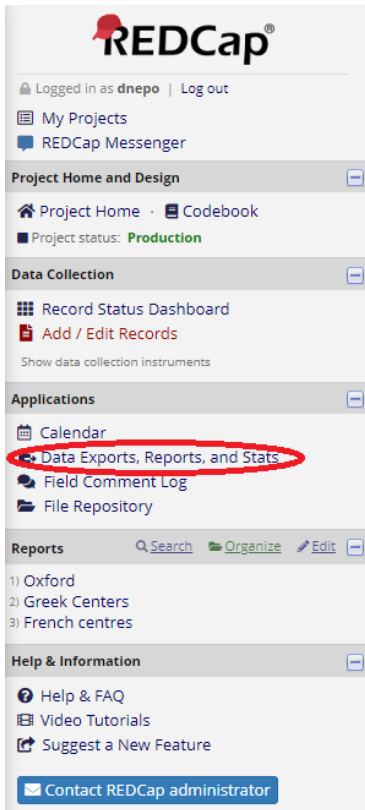 REDCap®
Logged in as dnepo | Log out
My Projects
REDCap Messenger
Project Home and Design
Project Home · Codebook
Project status: Production
Data Collection
Record Status Dashboard
Add / Edit Records
Show data collection instruments
Applications
Calendar
Data Exports, Reports, and Stats
Field Comment Log
File Repository
Reports Search Organize Edit
1) Oxford
2) Greek Centers
3) French centres
Help & Information
Help & FAQ
Video Tutorials
Suggest a New Feature
Contact REDCap administrator